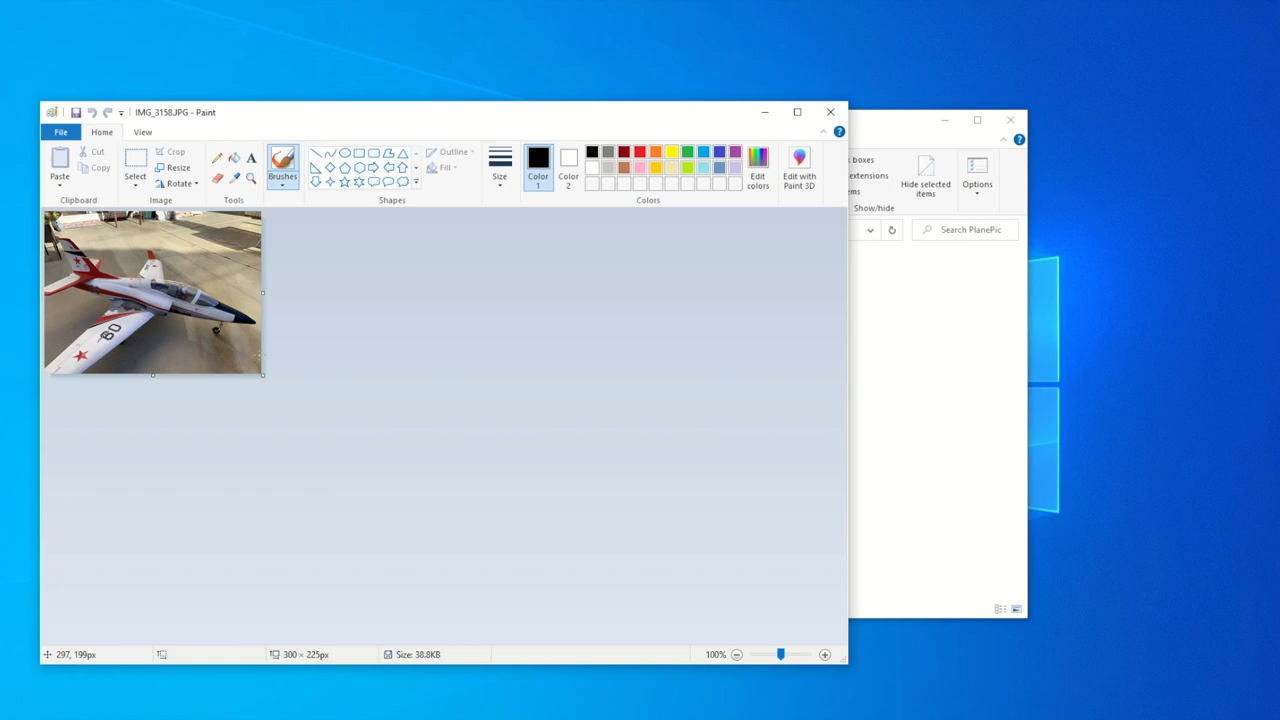 IMG_3158.JPG - Paint
File Home View
Paste
Cut
Copy
Clipboard
Select
Crop
Resize
Rotate
Image
A
Tools
Brushes
Shapes
Outline
Fill
Size
Color 1
Color 2
Colors
Edit colors
Edit with Paint 3D
k boxes
extensions
ems
Hide selected items
Show/hide
Options
Search PlanePic
60
297, 199px
300 × 225px
Size: 38.8KB
100%